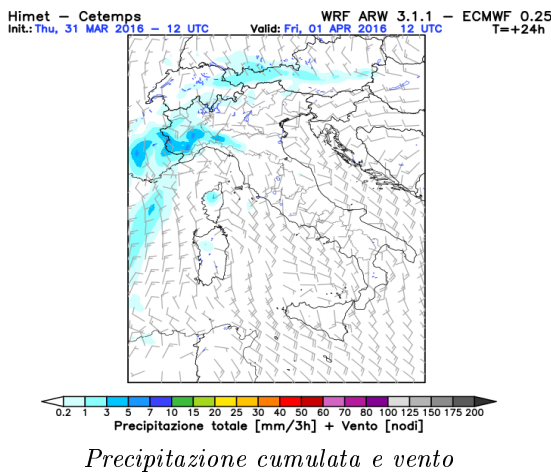 Himet – Cetemps WRF ARW 3.1.1 – ECMWF 0.25
Init.: Thu, 31 MAR 2016 – 12 UTC Valid: Fri, 01 APR 2016 12 UTC T=+24h
0.2 1 3 5 7 10 15 20 25 30 40 50 60 70 80 100 125 150 175 200
Precipitazione totale [mm/3h] + Vento [nodi]
Precipitazione cumulata e vento